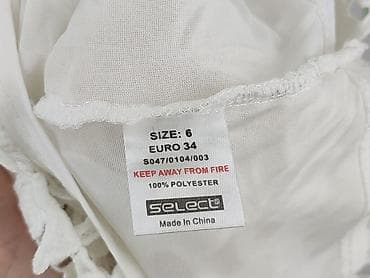 SIZE: 6
EURO 34
S047/0104/003
KEEP AWAY FROM FIRE
100% POLYESTER
select
Made In China